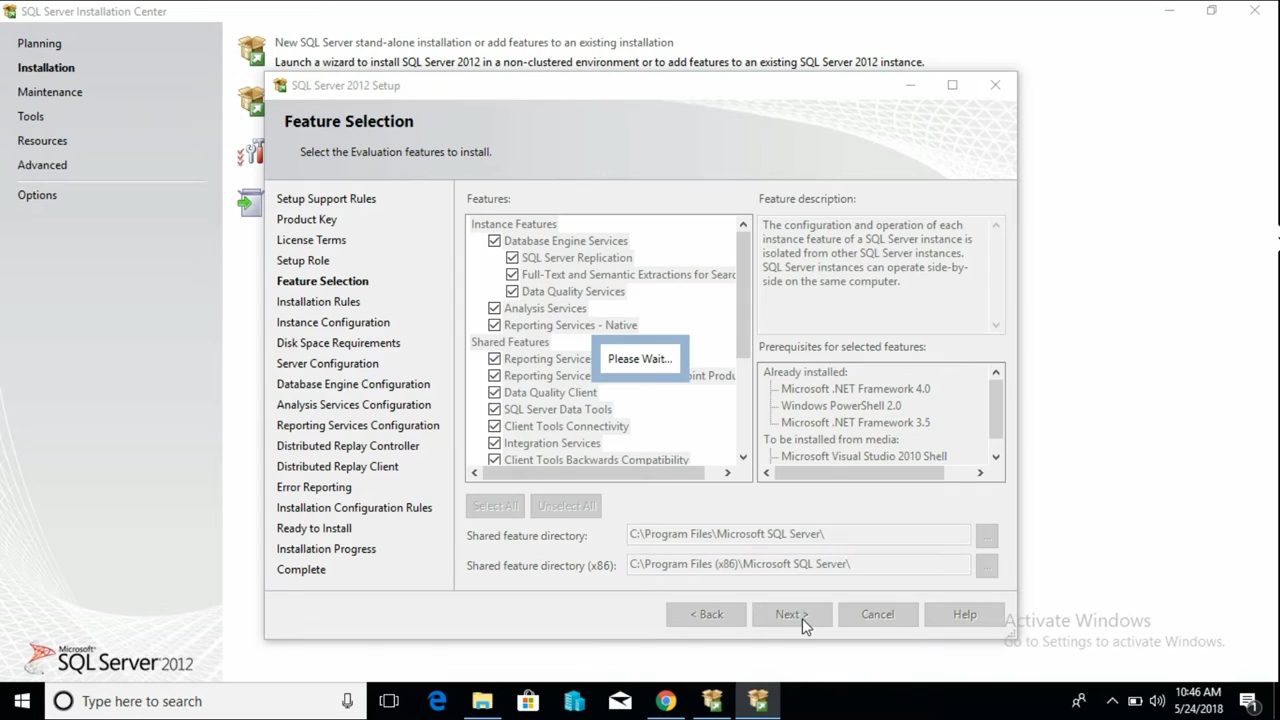 SQL Server Installation Center
Planning
Installation
Maintenance
Tools
Resources
Advanced
Options
New SQL Server stand-alone installation or add features to an existing installation
Launch a wizard to install SQL Server 2012 in a non-clustered environment or to add features to an existing SQL Server 2012 instance.
SQL Server 2012 Setup
Feature Selection
Select the Evaluation features to install.
Setup Support Rules
Product Key
License Terms
Setup Role
Feature Selection
Installation Rules
Instance Configuration
Disk Space Requirements
Server Configuration
Database Engine Configuration
Analysis Services Configuration
Reporting Services Configuration
Distributed Replay Controller
Distributed Replay Client
Error Reporting
Installation Configuration Rules
Ready to Install
Installation Progress
Complete
Features:
Instance Features
Database Engine Services
SQL Server Replication
Full-Text and Semantic Extractions for Searc
Data Quality Services
Analysis Services
Reporting Services - Native
Shared Features
Reporting Service
Reporting Service oint Produ
Data Quality Client
SQL Server Data Tools
Client Tools Connectivity
Integration Services
Client Tools Backwards Compatibility
Please Wait...
Feature description:
The configuration and operation of each
instance feature of a SQL Server instance is
isolated from other SQL Server instances.
SQL Server instances can operate side-by-
side on the same computer.
Prerequisites for selected features:
Already installed:
Microsoft .NET Framework 4.0
Windows PowerShell 2.0
Microsoft .NET Framework 3.5
To be installed from media:
Microsoft Visual Studio 2010 Shell
Select All Unselect All
Shared feature directory: C:\Program Files\Microsoft SQL Server\ ...
Shared feature directory (x86): C:\Program Files (x86)\Microsoft SQL Server\ ...
< Back Next > Cancel Help
Activate Windows
Go to Settings to activate Windows.
Microsoft
SQL Server 2012
Type here to search
10:46 AM
5/24/2018
1